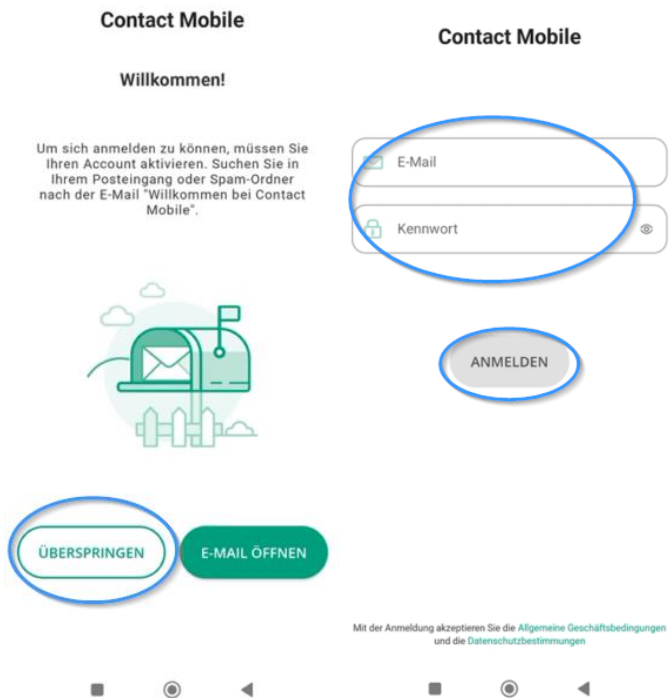 Contact Mobile
Willkommen!
Um sich anmelden zu können, müssen Sie
Ihren Account aktivieren. Suchen Sie in
Ihrem Posteingang oder Spam-Ordner
nach der E-Mail "Willkommen bei Contact
Mobile".
ÜBERSPRINGEN
E-MAIL ÖFFNEN
Contact Mobile
E-Mail
Kennwort
ANMELDEN
Mit der Anmeldung akzeptieren Sie die Allgemeine Geschäftsbedingungen
und die Datenschutzbestimmungen